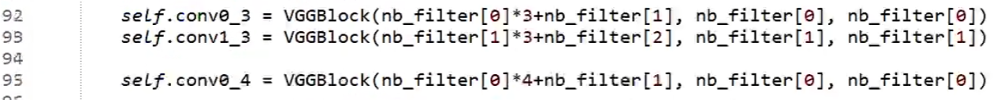 92 self.conv0_3 = VGGBlock(nb_filter[0]*3+nb_filter[1], nb_filter[0], nb_filter[0])
93 self.conv1_3 = VGGBlock(nb_filter[1]*3+nb_filter[2], nb_filter[1], nb_filter[1])
94
95 self.conv0_4 = VGGBlock(nb_filter[0]*4+nb_filter[1], nb_filter[0], nb_filter[0])